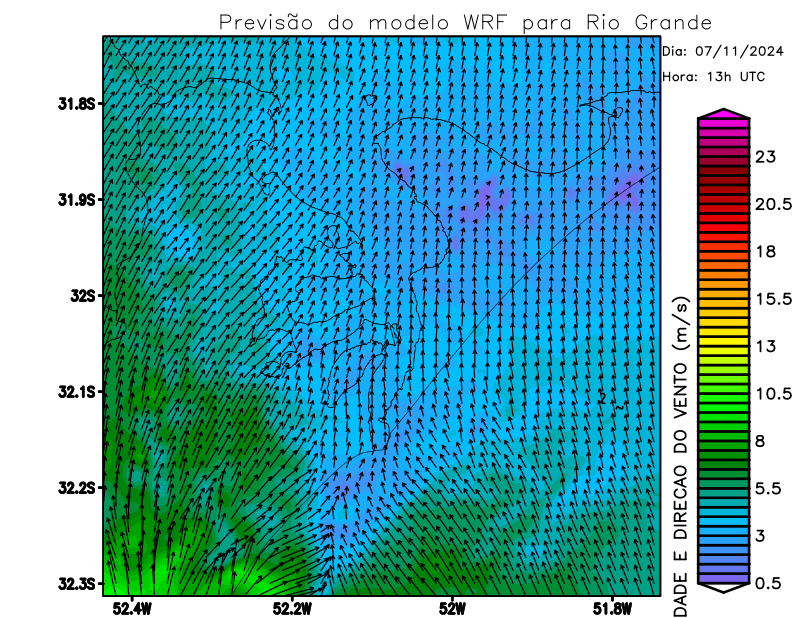 Previsão do modelo WRF para Rio Grande
Dia: 07/11/2024
Hora: 13h UTC
31.8S
31.9S
32S
32.1S
32.2S
32.3S
52.4W
52.2W
52W
51.8W
DADE E DIRECAO DO VENTO (m/s)
23
20.5
18
15.5
13
10.5
8
5.5
3
0.5